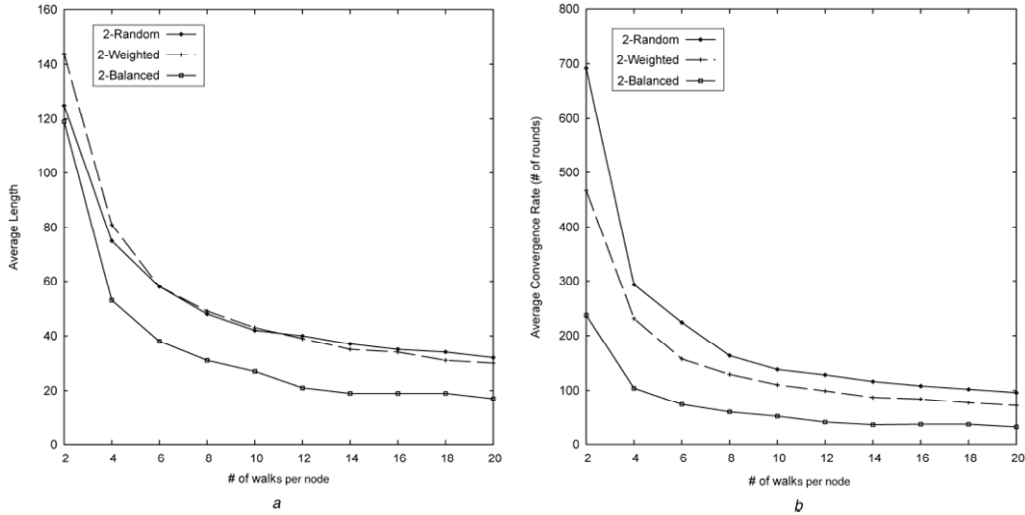 160
140
120
100
80
60
40
20
0
Average Length
2-Random
2-Weighted
2-Balanced
2 4 6 8 10 12 14 16 18 20
# of walks per node
a
800
700
600
500
400
300
200
100
0
Average Convergence Rate (# of rounds)
2-Random
2-Weighted
2-Balanced
2 4 6 8 10 12 14 16 18 20
# of walks per node
b